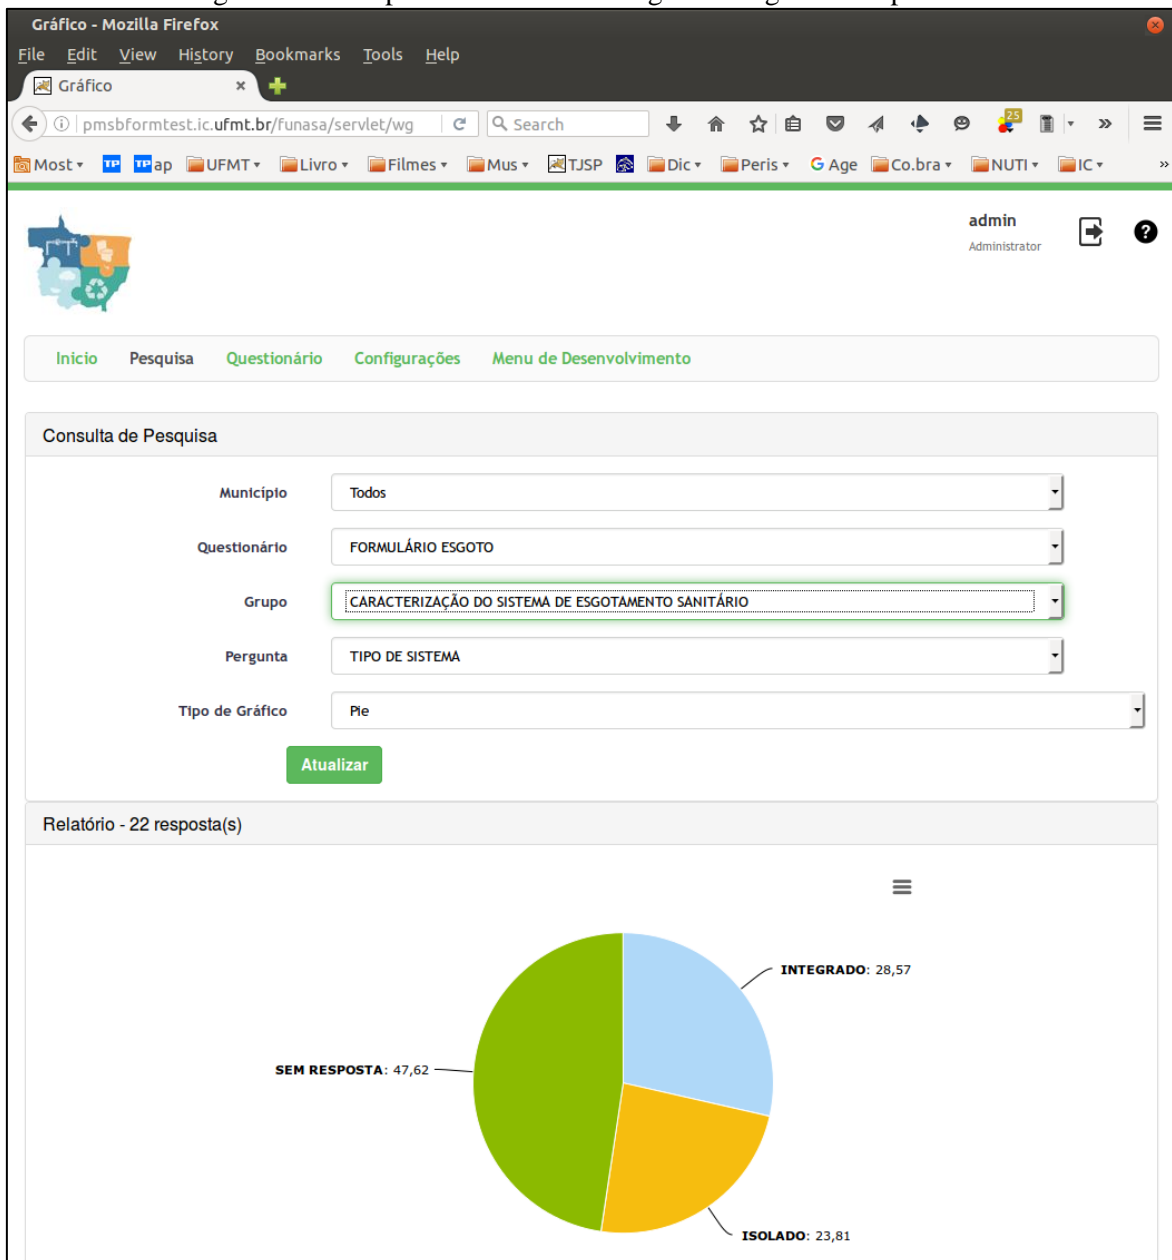 Gráfico - Mozilla Firefox
File Edit View History Bookmarks Tools Help
Gráfico
pmsbformtest.ic.ufmt.br/funasa/servlet/wg Search 25
Most TP TP ap UFMT Livro Filmes Mus TJSP Dic Peris G Age Co.bra NUTI IC »
admin
Administrator
Inicio Pesquisa Questionário Configurações Menu de Desenvolvimento
Consulta de Pesquisa
Município Todos
Questionário FORMULÁRIO ESGOTO
Grupo CARACTERIZAÇÃO DO SISTEMA DE ESGOTAMENTO SANITÁRIO
Pergunta TIPO DE SISTEMA
Tipo de Gráfico Pie
Atualizar
Relatório - 22 resposta(s)
INTEGRADO: 28,57
SEM RESPOSTA: 47,62
ISOLADO: 23,81